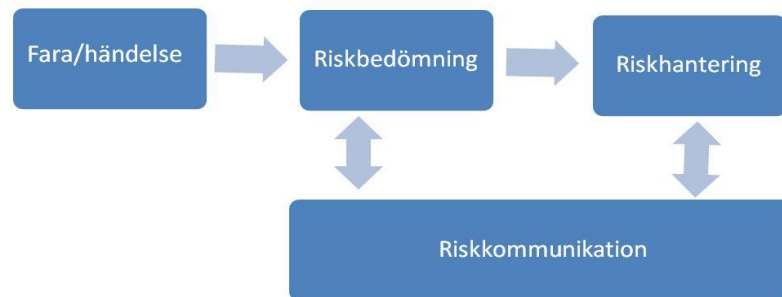 Fara/händelse
Riskbedömning
Riskhantering
Riskkommunikation